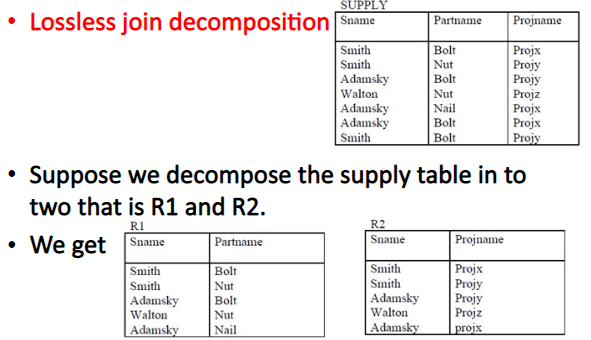 SUPPLY
• Lossless join decomposition
Sname Partname Projname
Smith Bolt Projx
Smith Nut Projy
Adamsky Bolt Projy
Walton Nut Projz
Adamsky Nail Projx
Adamsky Bolt Projx
Smith Bolt Projy
• Suppose we decompose the supply table in to
two that is R1 and R2.
• We get
R1
Sname Partname
Smith Bolt
Smith Nut
Adamsky Bolt
Walton Nut
Adamsky Nail
R2
Sname Projname
Smith Projx
Smith Projy
Adamsky Projy
Walton Projz
Adamsky projx